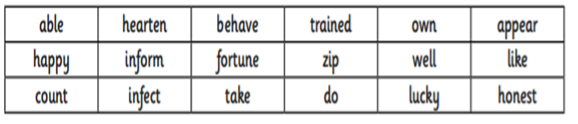 able hearten behave trained own appear
happy inform fortune zip well like
count infect take do lucky honest